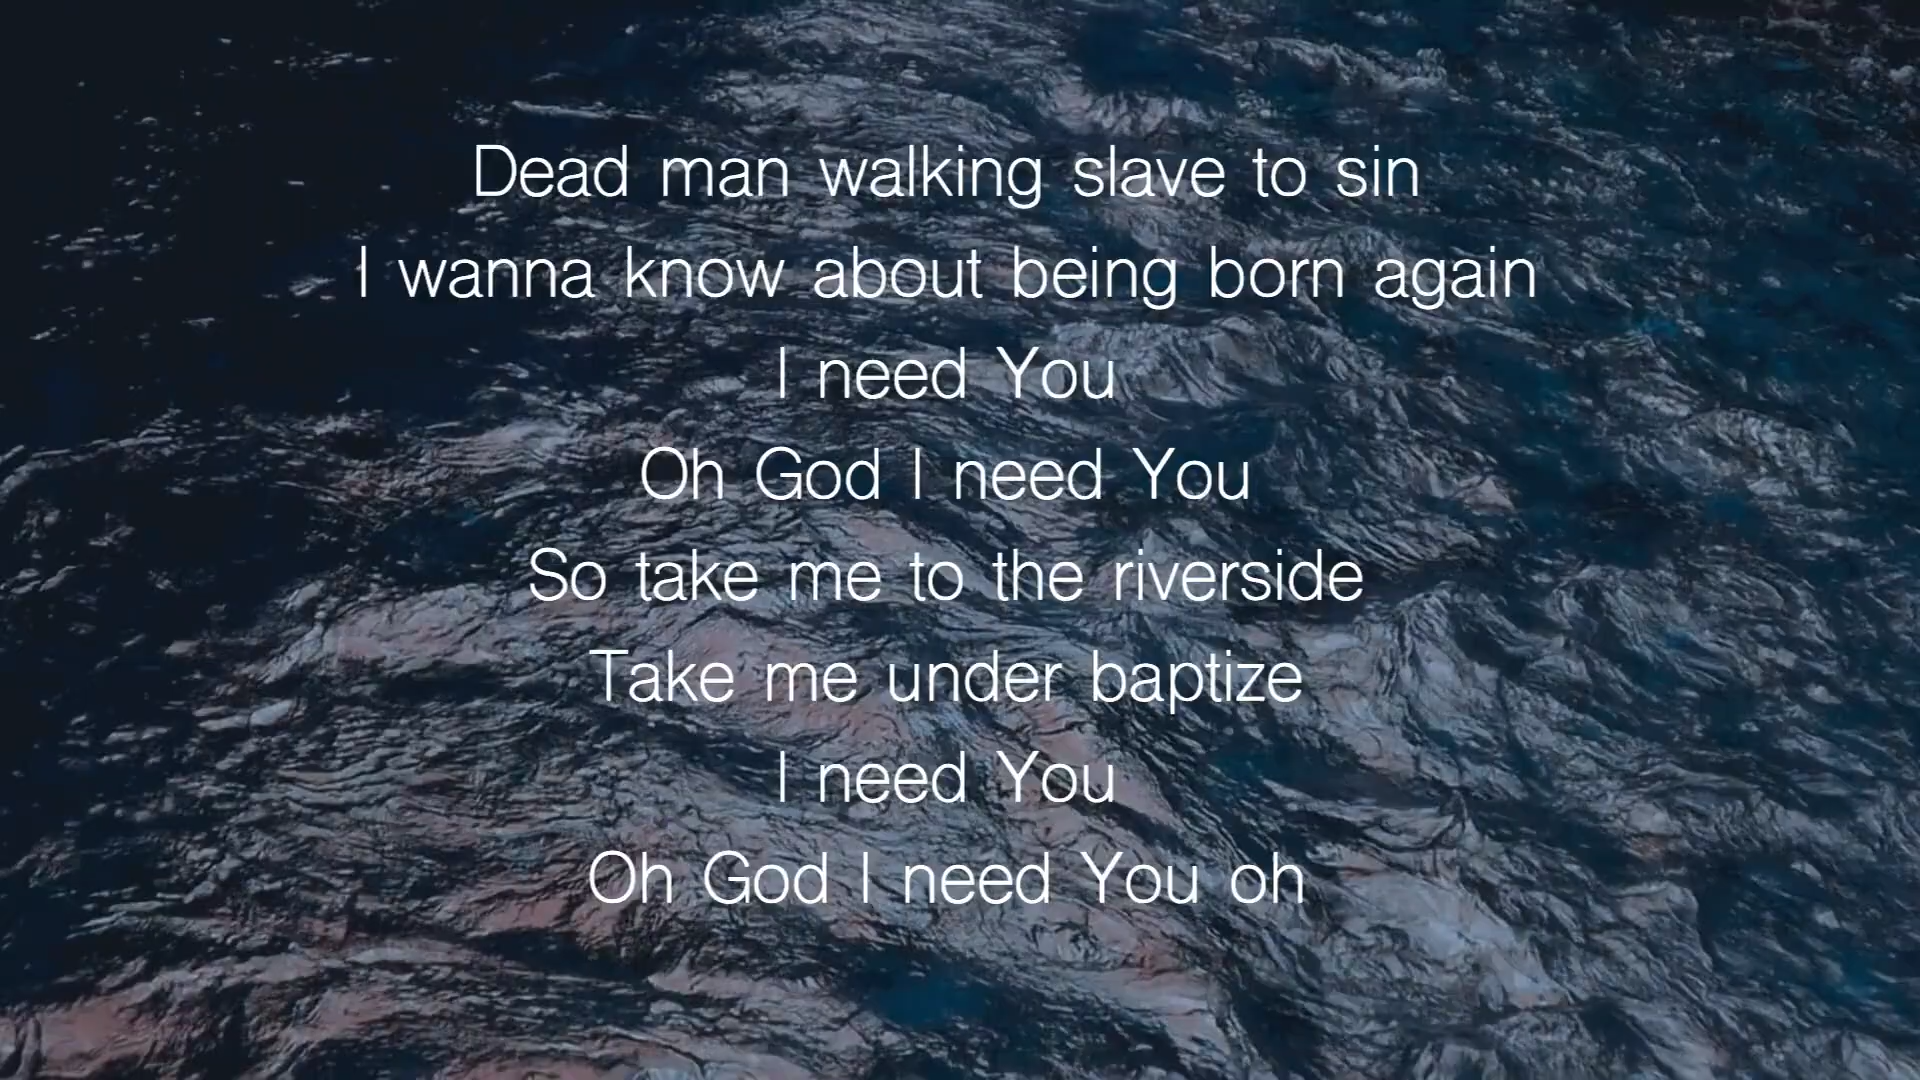 Dead man walking slave to sin
I wanna know about being born again
I need You
Oh God I need You
So take me to the riverside
Take me under baptize
I need You
Oh God I need You oh